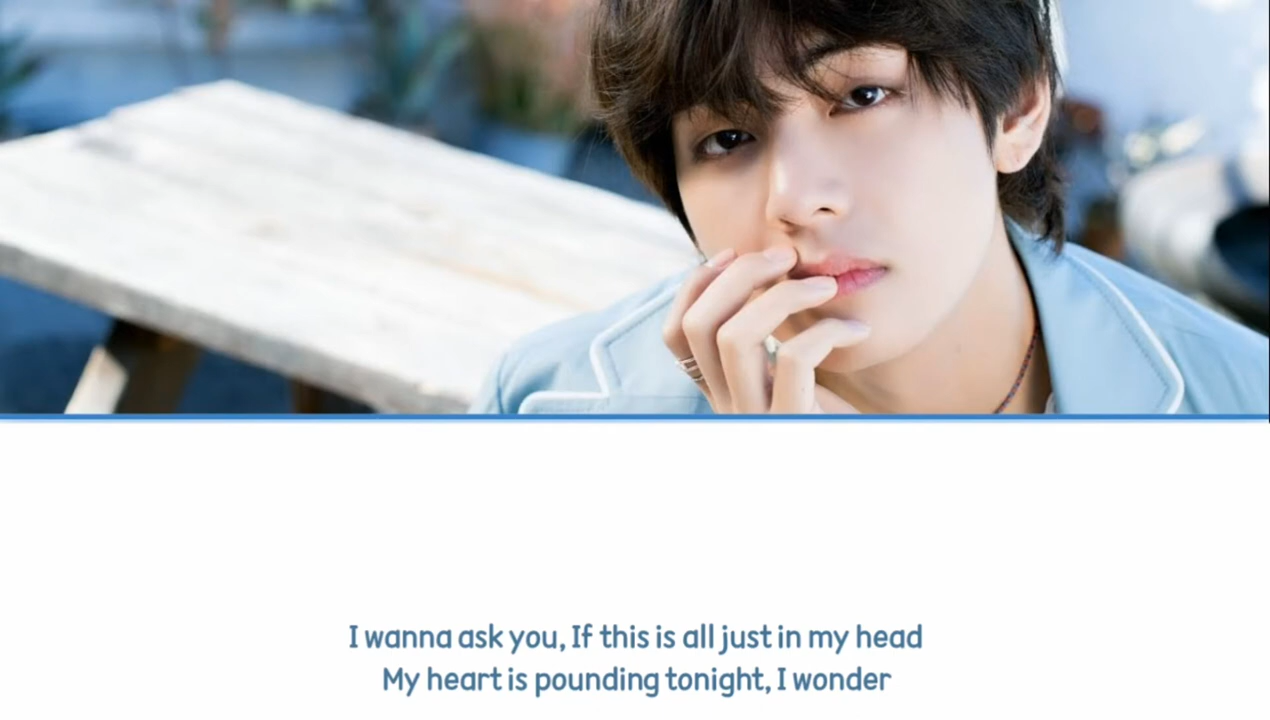 I wanna ask you, If this is all just in my head
My heart is pounding tonight, I wonder